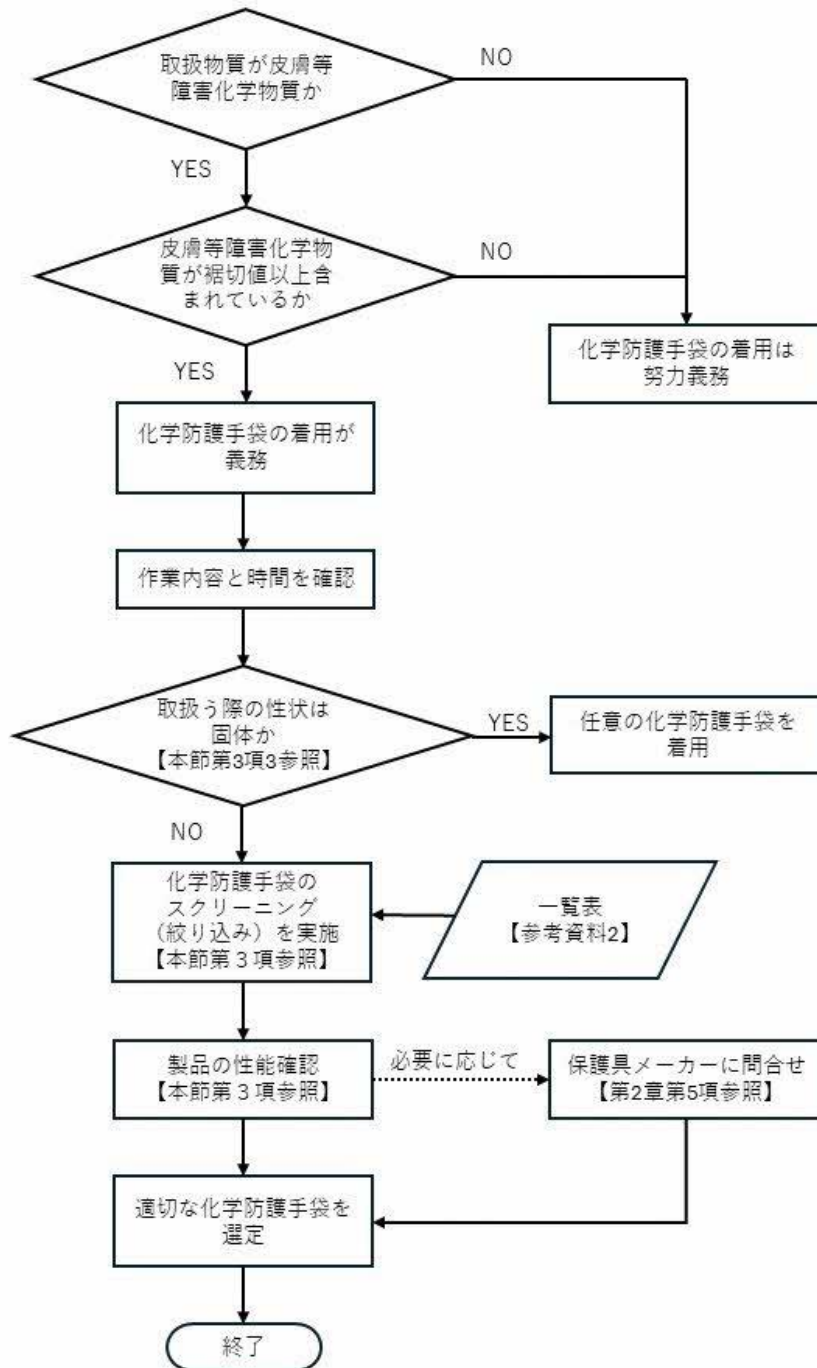 取扱物質が皮膚等
障害化学物質か
NO
YES
皮膚等障害化学物
質が裾切値以上含
まれているか
NO
YES
化学防護手袋の着用は
努力義務
化学防護手袋の着用が
義務
作業内容と時間を確認
取扱う際の性状は
固体か
【本節第3項3参照】
YES
任意の化学防護手袋を
着用
NO
化学防護手袋の
スクリーニング
（絞り込み）を実施
【本節第３項参照】
一覧表
【参考資料2】
製品の性能確認
【本節第３項参照】
必要に応じて
保護具メーカーに問合せ
【第2章第5項参照】
適切な化学防護手袋を
選定
終了